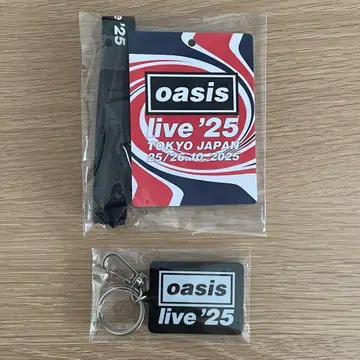 e '25
oasis
live '25
TOKYO JAPAN
25/26.10.2025
oasis
live '25